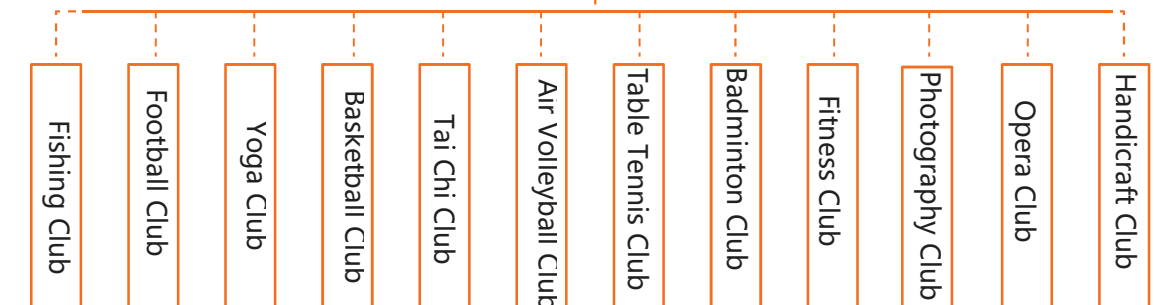 Fishing Club
Football Club
Yoga Club
Basketball Club
Tai Chi Club
Air Volleyball Club
Table Tennis Club
Badminton Club
Fitness Club
Photography Club
Opera Club
Handicraft Club